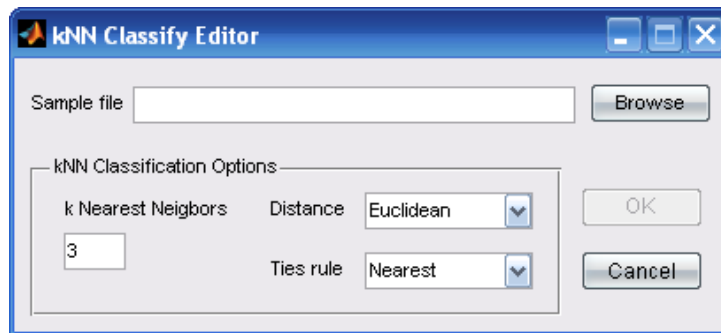 kNN Classify Editor
Sample file Browse
kNN Classification Options
k Nearest Neigbors Distance Euclidean OK
3
Ties rule Nearest Cancel